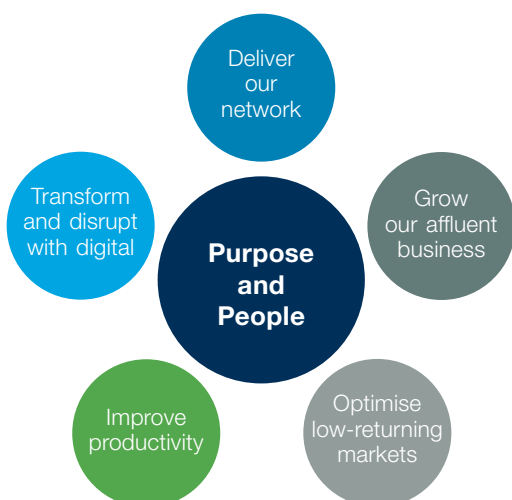 Deliver
our
network
Transform
and disrupt
with digital
Grow
our affluent
business
Purpose
and
People
Improve
productivity
Optimise
low-returning
markets